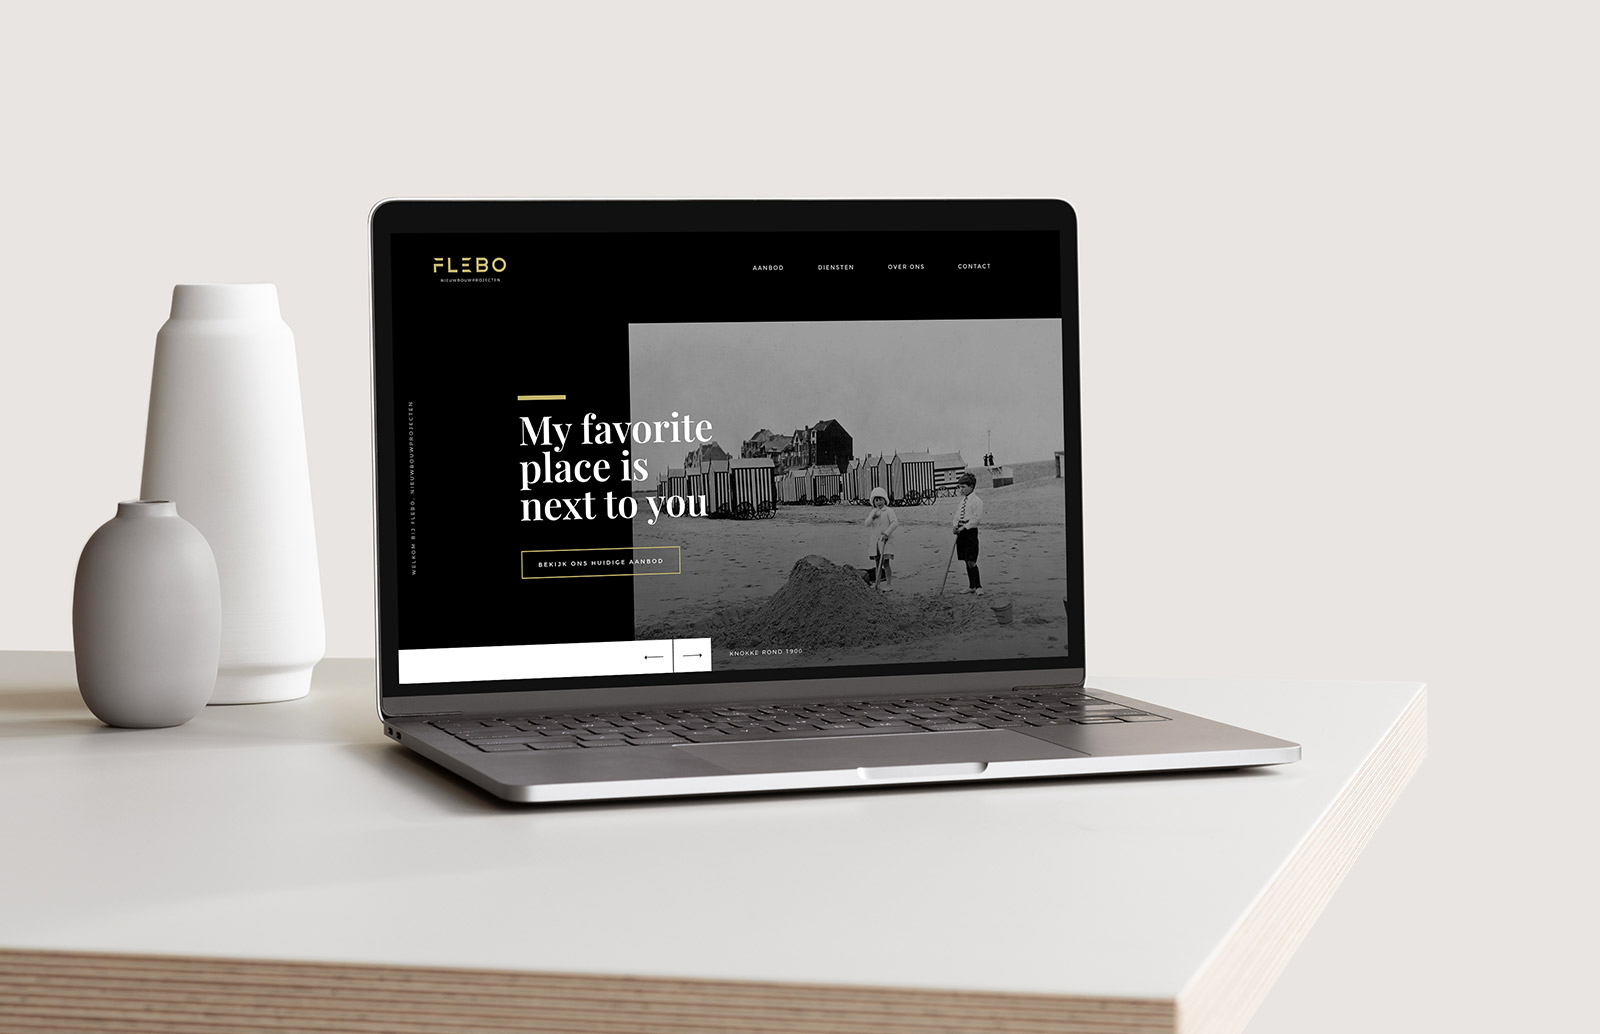 FLEBO
NIEUWBOUWPROJECTEN
AANBOD
DIENSTEN
OVER ONS
CONTACT
WELKOM BIJ FLEBO, NIEUWBOUWPROJECTEN
My favorite
place is
next to you
BEKIJK ONS HUIDIGE AANBOD
KNOKKE ROND 1900